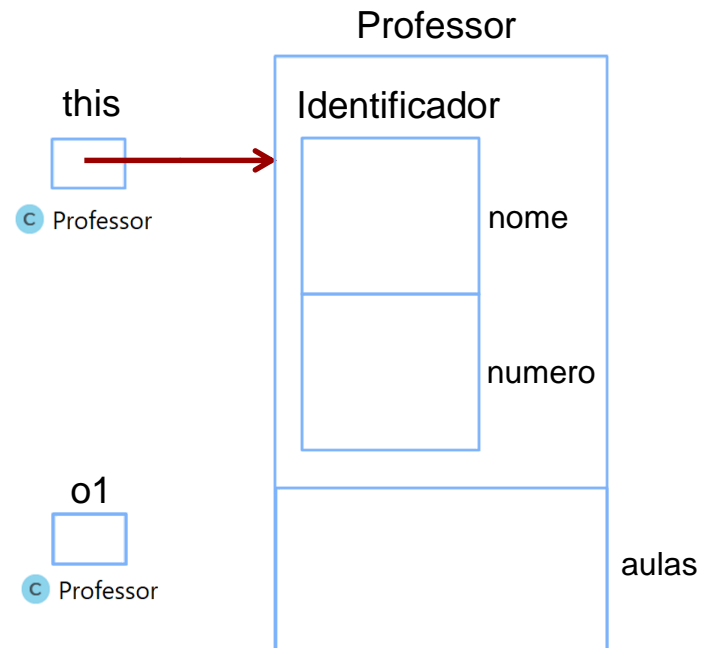 Professor
this
Identificador
C Professor
nome
numero
o1
C Professor
aulas